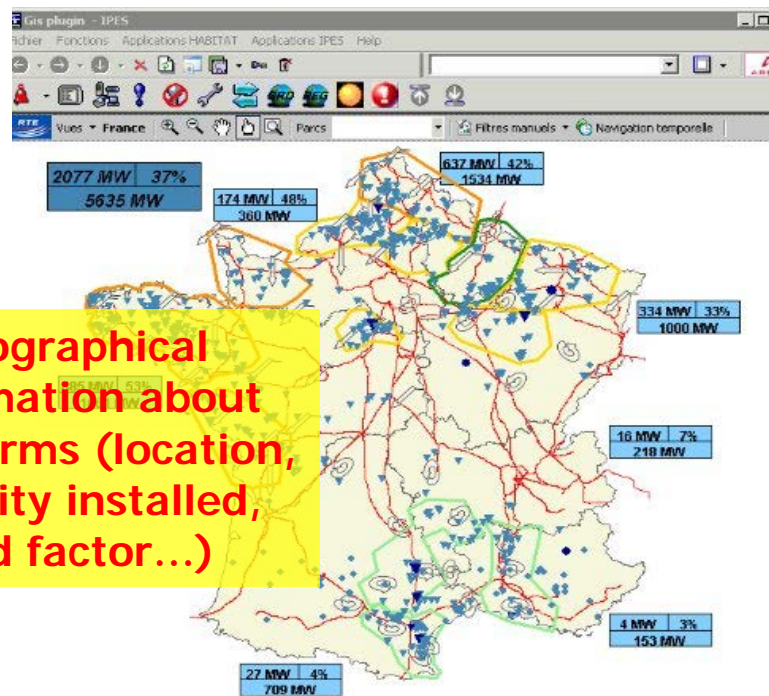 Gis plugin - IPES
Fichier Fonctions Applications HABITAT Applications IPES Help
RTE Vues France Parcs Filtres manuels Navigation temporelle
2077 MW 37%
5635 MW
637 MW 42%
1534 MW
174 MW 48%
360 MW
334 MW 33%
1000 MW
ographical
nation about
rms (location,
ity installed,
d factor...)
16 MW 7%
218 MW
4 MW 3%
153 MW
27 MW 4%
709 MW